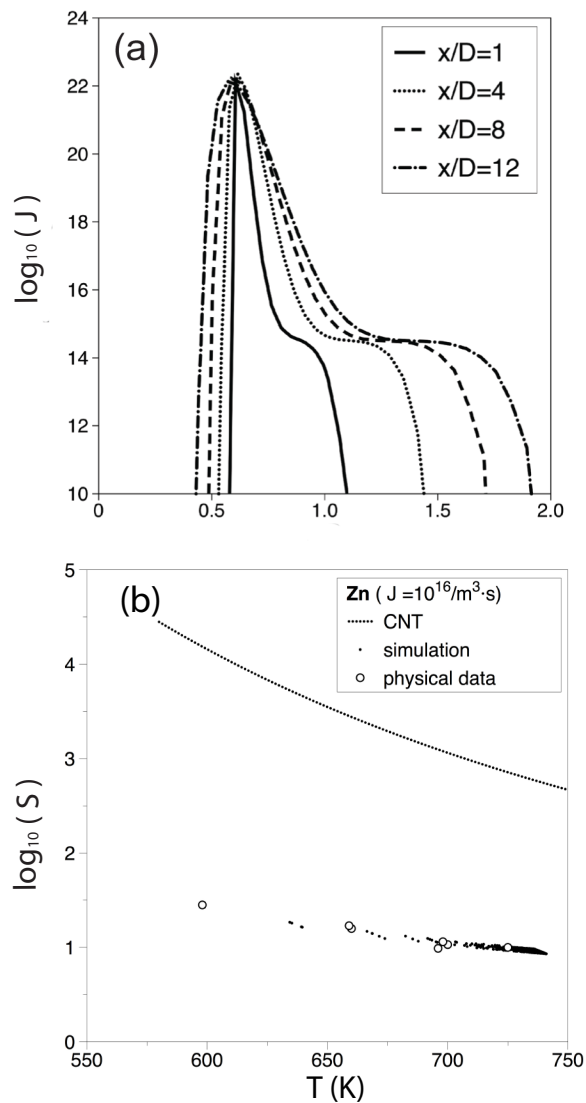 24
22
20
18
16
14
12
10
log₁₀ ( J )
(a)
x/D=1
x/D=4
x/D=8
x/D=12
0 0.5 1.0 1.5 2.0
5
4
3
2
1
0
log₁₀ ( S )
(b)
Zn ( J =10¹⁶/m³·s)
CNT
simulation
physical data
550 600 650 700 750
T (K)